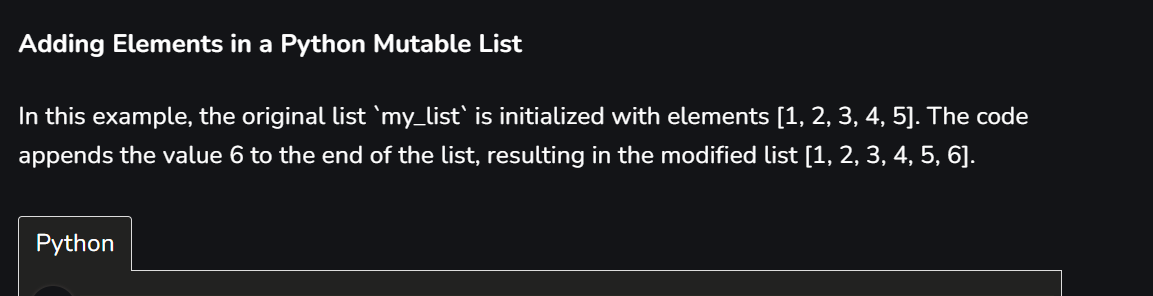 Adding Elements in a Python Mutable List
In this example, the original list `my_list` is initialized with elements [1, 2, 3, 4, 5]. The code
appends the value 6 to the end of the list, resulting in the modified list [1, 2, 3, 4, 5, 6].
Python